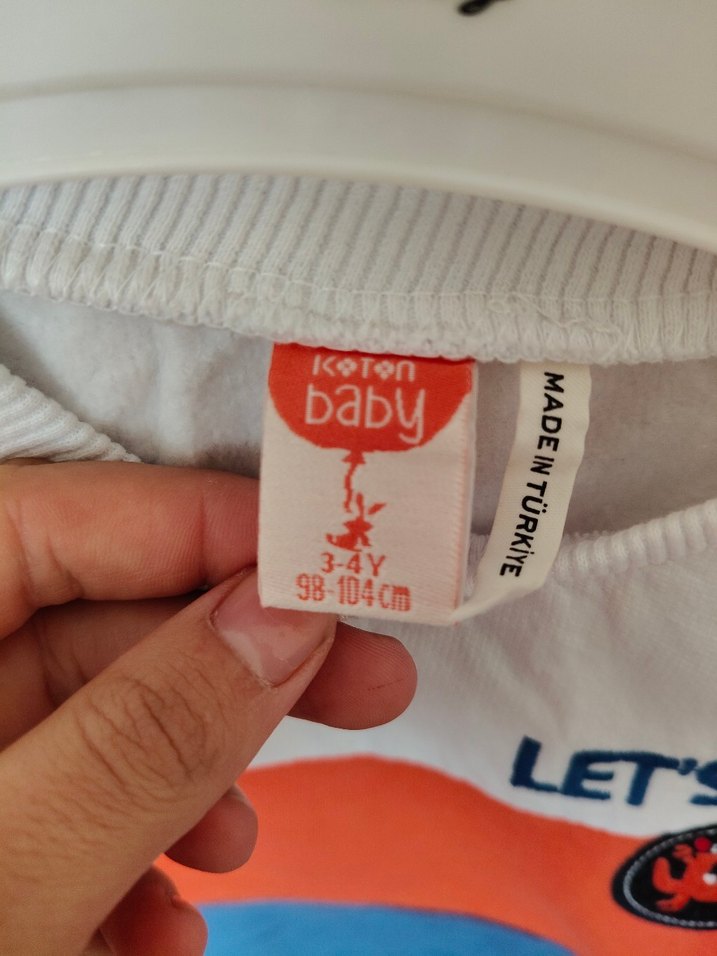 KOTON
baby
3-4Y
98-104cm
MADE IN TÜRKİYE
LET'S